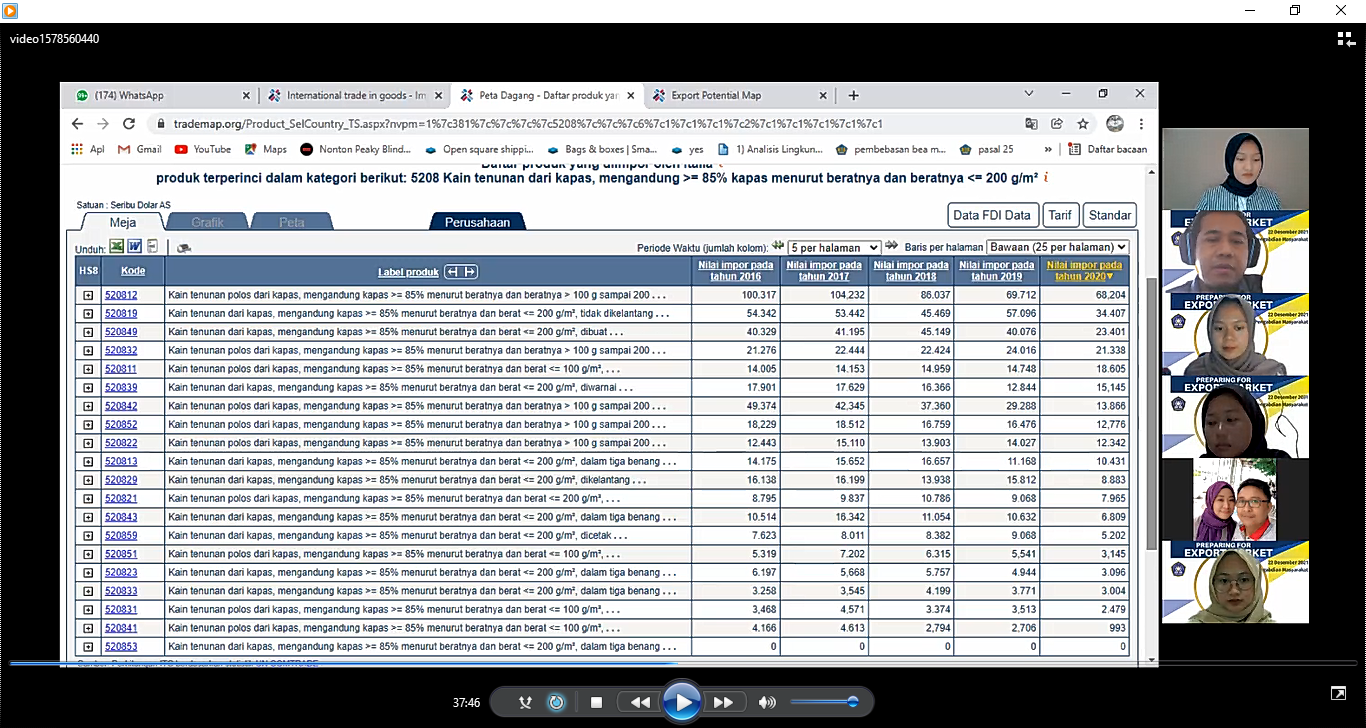 video1578560440
(174) WhatsApp
International trade in goods - Im
Peta Dagang - Daftar produk yan
Export Potential Map
trademap.org/Product_SelCountry_TS.aspx?nvpm=1%7c381%7c%7c%7c%7c5208%7c%7c%7c6%7c1%7c1%7c1%7c2%7c1%7c1%7c1%7c1%7c1
Apl Gmail YouTube Maps Nonton Peaky Blind... Open square shippi... Bags & boxes | Sma... yes 1) Analisis Lingkun... pembebasan bea m... pasal 25 » Daftar bacaan
Daftar produk yang diimpor oleh Italia i
produk terperinci dalam kategori berikut: 5208 Kain tenunan dari kapas, mengandung >= 85% kapas menurut beratnya dan beratnya <= 200 g/m² i
Satuan : Seribu Dolar AS
Meja Grafik Peta Perusahaan Data FDI Data Tarif Standar
Unduh: Periode Waktu (jumlah kolom): 5 per halaman Baris per halaman Bawaan (25 per halaman)
HS8 Kode Label produk Nilai impor pada tahun 2016 Nilai impor pada tahun 2017 Nilai impor pada tahun 2018 Nilai impor pada tahun 2019 Nilai impor pada tahun 2020▼
520812 Kain tenunan polos dari kapas, mengandung kapas >= 85% menurut beratnya dan beratnya > 100 g sampai 200 . . . 100.317 104,232 86.037 69.712 68,204
520819 Kain tenunan dari kapas, mengandung kapas >= 85% menurut beratnya dan berat <= 200 g/m², tidak dikelantang . . . 54.342 53.442 45.469 57.096 34.407
520849 Kain tenunan dari kapas, mengandung kapas >= 85% menurut beratnya dan berat <= 200 g/m², dibuat . . . 40.329 41.195 45.149 40.076 23.401
520832 Kain tenunan polos dari kapas, mengandung kapas >= 85% menurut beratnya dan beratnya > 100 g sampai 200 . . . 21.276 22.444 22.424 24.016 21.338
520811 Kain tenunan polos dari kapas, mengandung kapas >= 85% menurut beratnya dan berat <= 100 g/m², . . . 14.005 14.153 14.959 14.748 18.605
520839 Kain tenunan dari kapas, mengandung kapas >= 85% menurut beratnya dan berat <= 200 g/m², diwarnai . . . 17.901 17.629 16.366 12.844 15,145
520842 Kain tenunan polos dari kapas, mengandung kapas >= 85% menurut beratnya dan beratnya > 100 g sampai 200 . . . 49.374 42,345 37.360 29.288 13.866
520852 Kain tenunan polos dari kapas, mengandung kapas >= 85% menurut beratnya dan beratnya > 100 g sampai 200 . . . 18,229 18.512 16.759 16.476 12,776
520822 Kain tenunan polos dari kapas, mengandung kapas >= 85% menurut beratnya dan beratnya > 100 g sampai 200 . . . 12.443 15,110 13.903 14.027 12.342
520813 Kain tenunan dari kapas, mengandung kapas >= 85% menurut beratnya dan berat <= 200 g/m², dalam tiga benang . . . 14.175 15.652 16.657 11.168 10.431
520829 Kain tenunan dari kapas, mengandung kapas >= 85% menurut beratnya dan berat <= 200 g/m², dikelantang . . . 16.138 16.199 13.938 15.812 8.883
520821 Kain tenunan polos dari kapas, mengandung kapas >= 85% menurut beratnya dan berat <= 200 g/m², . . . 8.795 9.837 10.786 9.068 7.965
520843 Kain tenunan dari kapas, mengandung kapas >= 85% menurut beratnya dan berat <= 200 g/m², dalam tiga benang . . . 10.514 16.342 11.054 10.632 6.809
520859 Kain tenunan dari kapas, mengandung kapas >= 85% menurut beratnya dan berat <= 200 g/m², dicetak . . . 7.623 8.011 8.382 9.068 5.202
520851 Kain tenunan polos dari kapas, mengandung kapas >= 85% menurut beratnya dan berat <= 100 g/m², . . . 5.319 7.202 6.315 5,541 3,145
520823 Kain tenunan dari kapas, mengandung kapas >= 85% menurut beratnya dan berat <= 200 g/m², dalam tiga benang . . . 6.197 5,668 5.757 4.944 3.096
520833 Kain tenunan dari kapas, mengandung kapas >= 85% menurut beratnya dan berat <= 200 g/m², dalam tiga benang . . . 3.258 3,545 4.199 3.771 3.004
520831 Kain tenunan polos dari kapas, mengandung kapas >= 85% menurut beratnya dan berat <= 100 g/m², . . . 3,468 4,571 3.374 3,513 2.479
520841 Kain tenunan polos dari kapas, mengandung kapas >= 85% menurut beratnya dan berat <= 100 g/m², . . . 4.166 4.613 2,794 2,706 993
520853 Kain tenunan dari kapas, mengandung kapas >= 85% menurut beratnya dan berat <= 200 g/m², dalam tiga benang . . . 0 0 0 0 0
22 Desember 2021
PREPARING FOR
22 Desember 2021
PREPARING FOR
22 Desember 2021
PREPARING FOR
22 Desember 2021
37:46